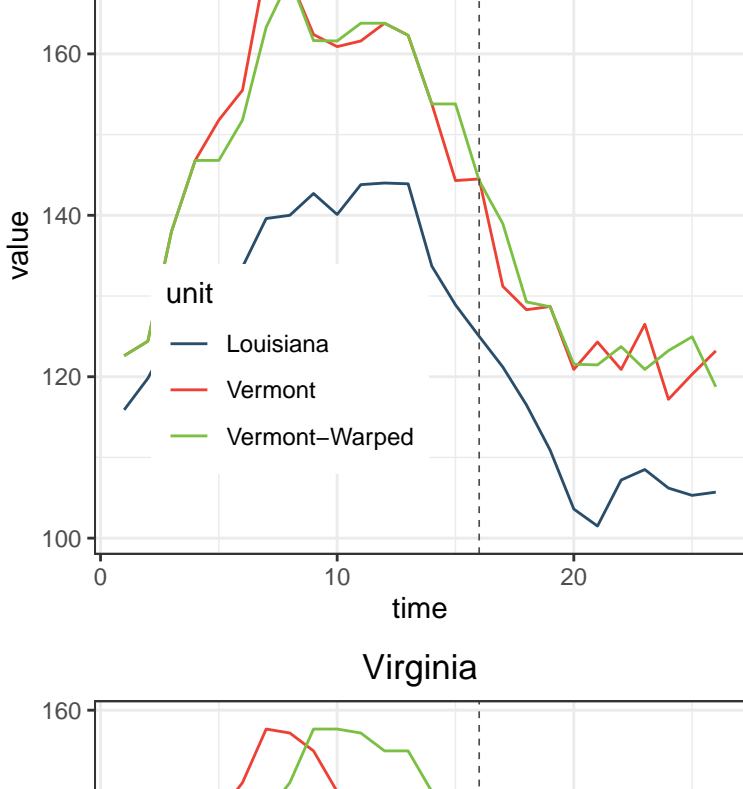 160
140
120
100
value
unit
Louisiana
Vermont
Vermont−Warped
0 10 20
time
Virginia
160